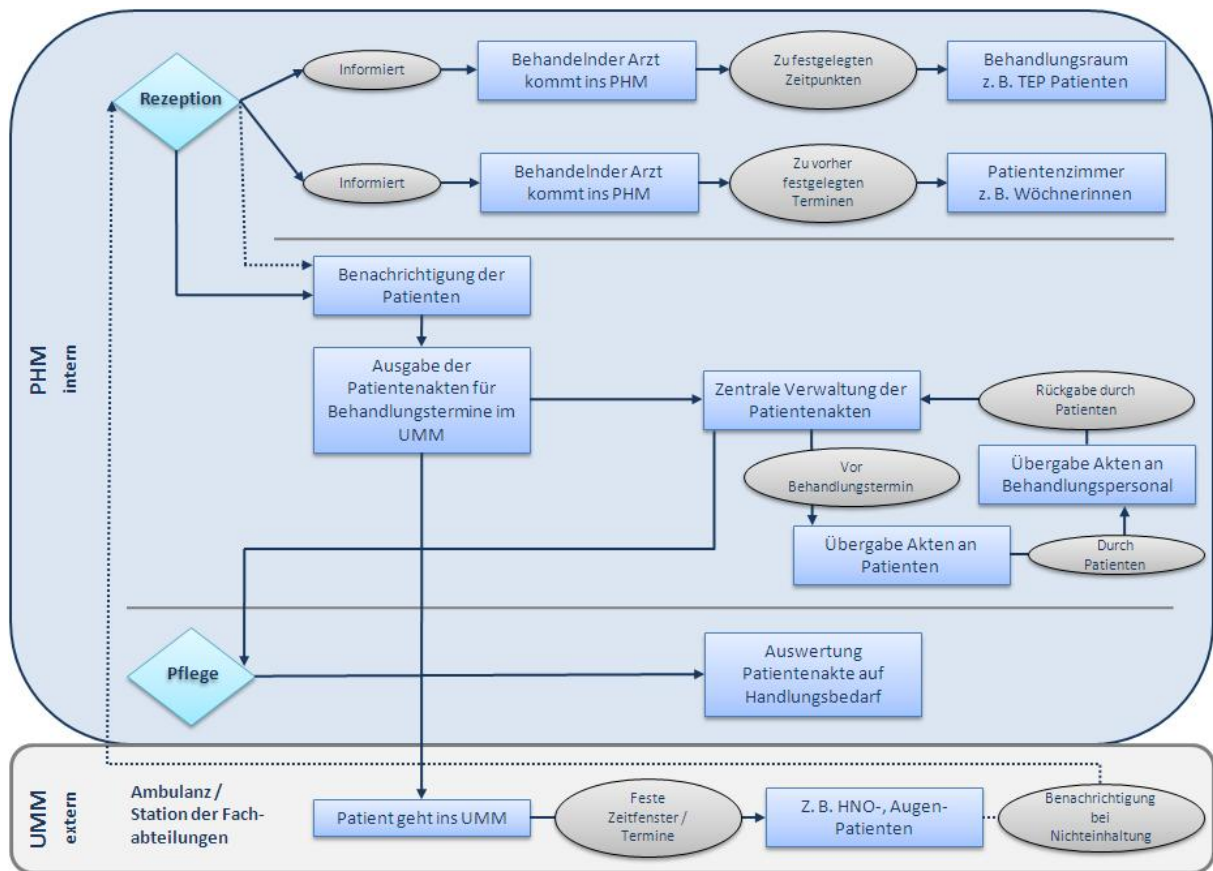 Rezeption
Informiert
Behandelnder Arzt
kommt ins PHM
Zu festgelegten
Zeitpunkten
Behandlungsraum
z. B. TEP Patienten
Informiert
Behandelnder Arzt
kommt ins PHM
Zu vorher
festgelegten
Terminen
Patientenzimmer
z. B. Wöchnerinnen
Benachrichtigung der
Patienten
Ausgabe der
Patientenakten für
Behandlungstermine im
UMM
Zentrale Verwaltung der
Patientenakten
Rückgabe durch
Patienten
Vor
Behandlungstermin
Übergabe Akten an
Behandlungspersonal
Übergabe Akten an
Patienten
Durch
Patienten
PHM
intern
Pflege
Auswertung
Patientenakte auf
Handlungsbedarf
UMM
extern
Ambulanz /
Station der Fach-
abteilungen
Patient geht ins UMM
Feste
Zeitfenster /
Termine
Z. B. HNO-, Augen-
Patienten
Benachrichtigung
bei
Nichteinhaltung